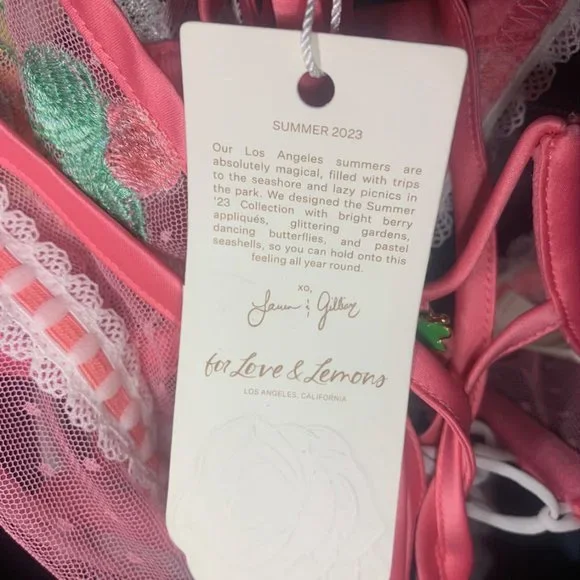 SUMMER 2023
Our Los Angeles summers are
absolutely magical, filled with trips
to the seashore and lazy picnics in
the park. We designed the Summer
'23 Collection with bright berry
appliqués, glittering gardens,
dancing butterflies, and pastel
seashells, so you can hold onto this
feeling all year round.
xo,
Lauren & Gillian
for Love & Lemons
LOS ANGELES, CALIFORNIA